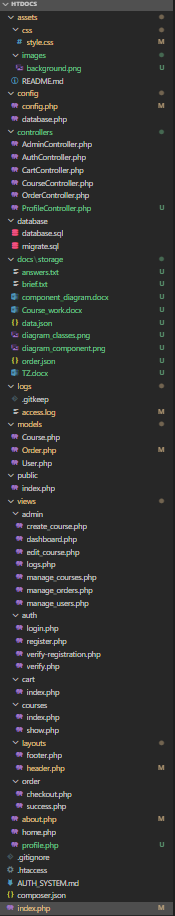 HTDOCS
assets
css
style.css M
images
background.png U
README.md
config
config.php M
database.php
controllers
AdminController.php
AuthController.php
CartController.php
CourseController.php
OrderController.php
ProfileController.php U
database
database.sql
migrate.sql
docs\storage
answers.txt U
brief.txt U
component_diagram.docx U
Course_work.docx U
data.json U
diagram_classes.png U
diagram_component.png U
order.json U
TZ.docx U
logs
.gitkeep
access.log M
models
Course.php
Order.php M
User.php
public
index.php
views
admin
create_course.php
dashboard.php
edit_course.php
logs.php
manage_courses.php
manage_orders.php
manage_users.php
auth
login.php
register.php
verify-registration.php
verify.php
cart
index.php
courses
index.php
show.php
layouts
footer.php
header.php M
order
checkout.php
success.php
about.php M
home.php
profile.php U
.gitignore
.htaccess
AUTH_SYSTEM.md
composer.json
index.php M